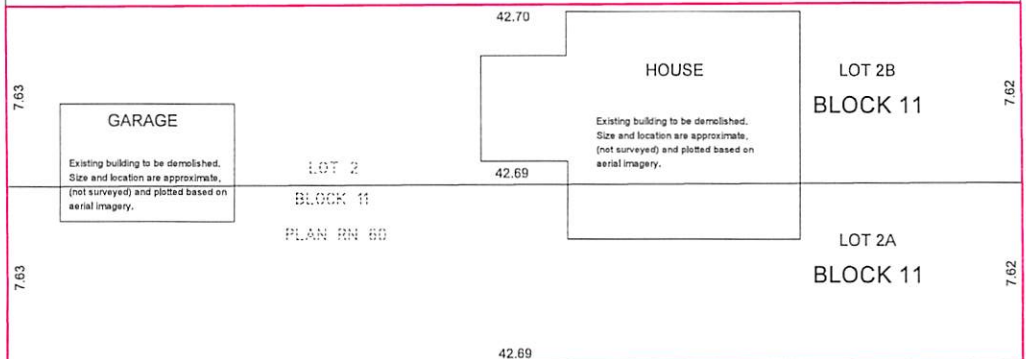 42.70
HOUSE
LOT 2B
BLOCK 11
7.63
7.62
GARAGE
Existing building to be demolished.
Size and location are approximate,
(not surveyed) and plotted based on
aerial imagery.
Existing building to be demolished.
Size and location are approximate,
(not surveyed) and plotted based on
aerial imagery.
LOT 2
BLOCK 11
PLAN RN 60
42.69
LOT 2A
BLOCK 11
7.63
7.62
42.69